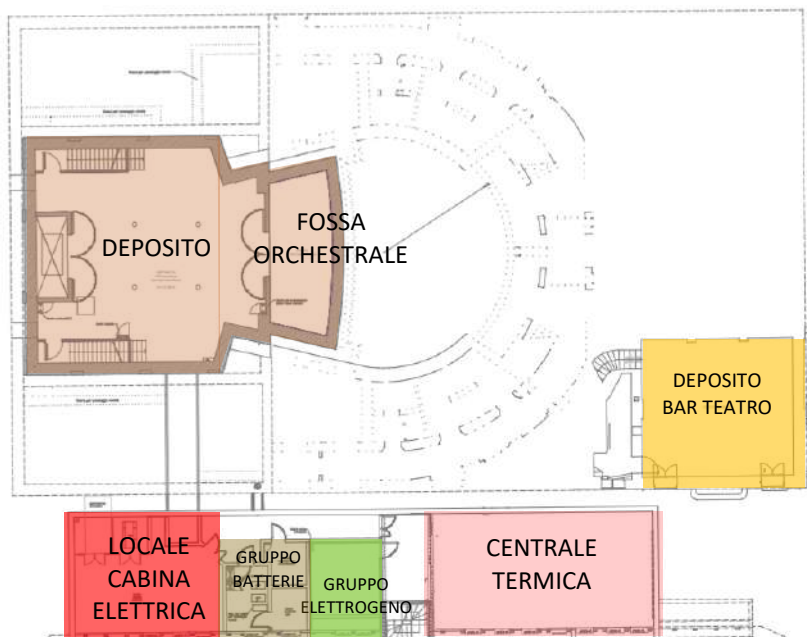 DEPOSITO
FOSSA
ORCHESTRALE
DEPOSITO
BAR TEATRO
LOCALE
CABINA
ELETTRICA
GRUPPO
BATTERIE
GRUPPO
ELETTROGENO
CENTRALE
TERMICA